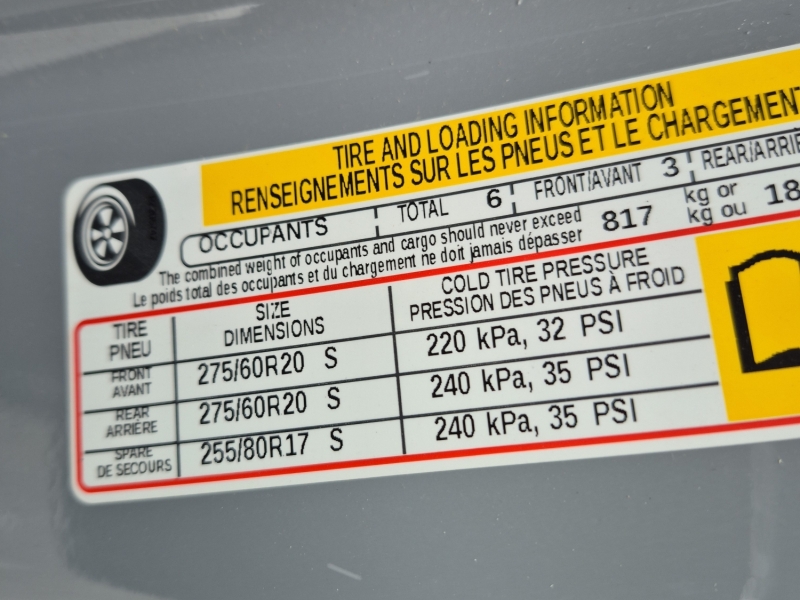 TIRE AND LOADING INFORMATION
RENSEIGNEMENTS SUR LES PNEUS ET LE CHARGEMENT
OCCUPANTS TOTAL 6 FRONT/AVANT 3 REAR/ARRIÈ
The combined weight of occupants and cargo should never exceed
Le poids total des occupants et du chargement ne doit jamais dépasser
817 kg or
kg ou 18
TIRE
PNEU
SIZE
DIMENSIONS
COLD TIRE PRESSURE
PRESSION DES PNEUS À FROID
FRONT
AVANT
275/60R20 S
220 kPa, 32 PSI
REAR
ARRIÈRE
275/60R20 S
240 kPa, 35 PSI
SPARE
DE SECOURS
255/80R17 S
240 kPa, 35 PSI